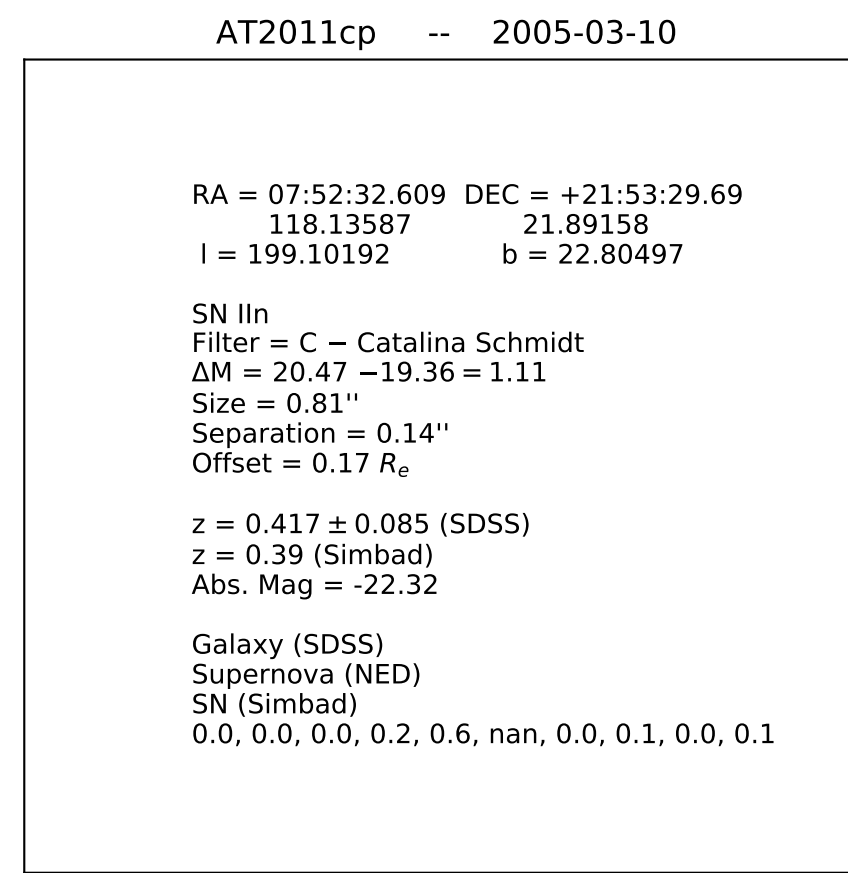 AT2011cp -- 2005-03-10
RA = 07:52:32.609 DEC = +21:53:29.69
118.13587 21.89158
l = 199.10192 b = 22.80497
SN IIn
Filter = C − Catalina Schmidt
ΔM = 20.47 −19.36 = 1.11
Size = 0.81''
Separation = 0.14''
Offset = 0.17 Rₑ
z = 0.417 ± 0.085 (SDSS)
z = 0.39 (Simbad)
Abs. Mag = -22.32
Galaxy (SDSS)
Supernova (NED)
SN (Simbad)
0.0, 0.0, 0.0, 0.2, 0.6, nan, 0.0, 0.1, 0.0, 0.1